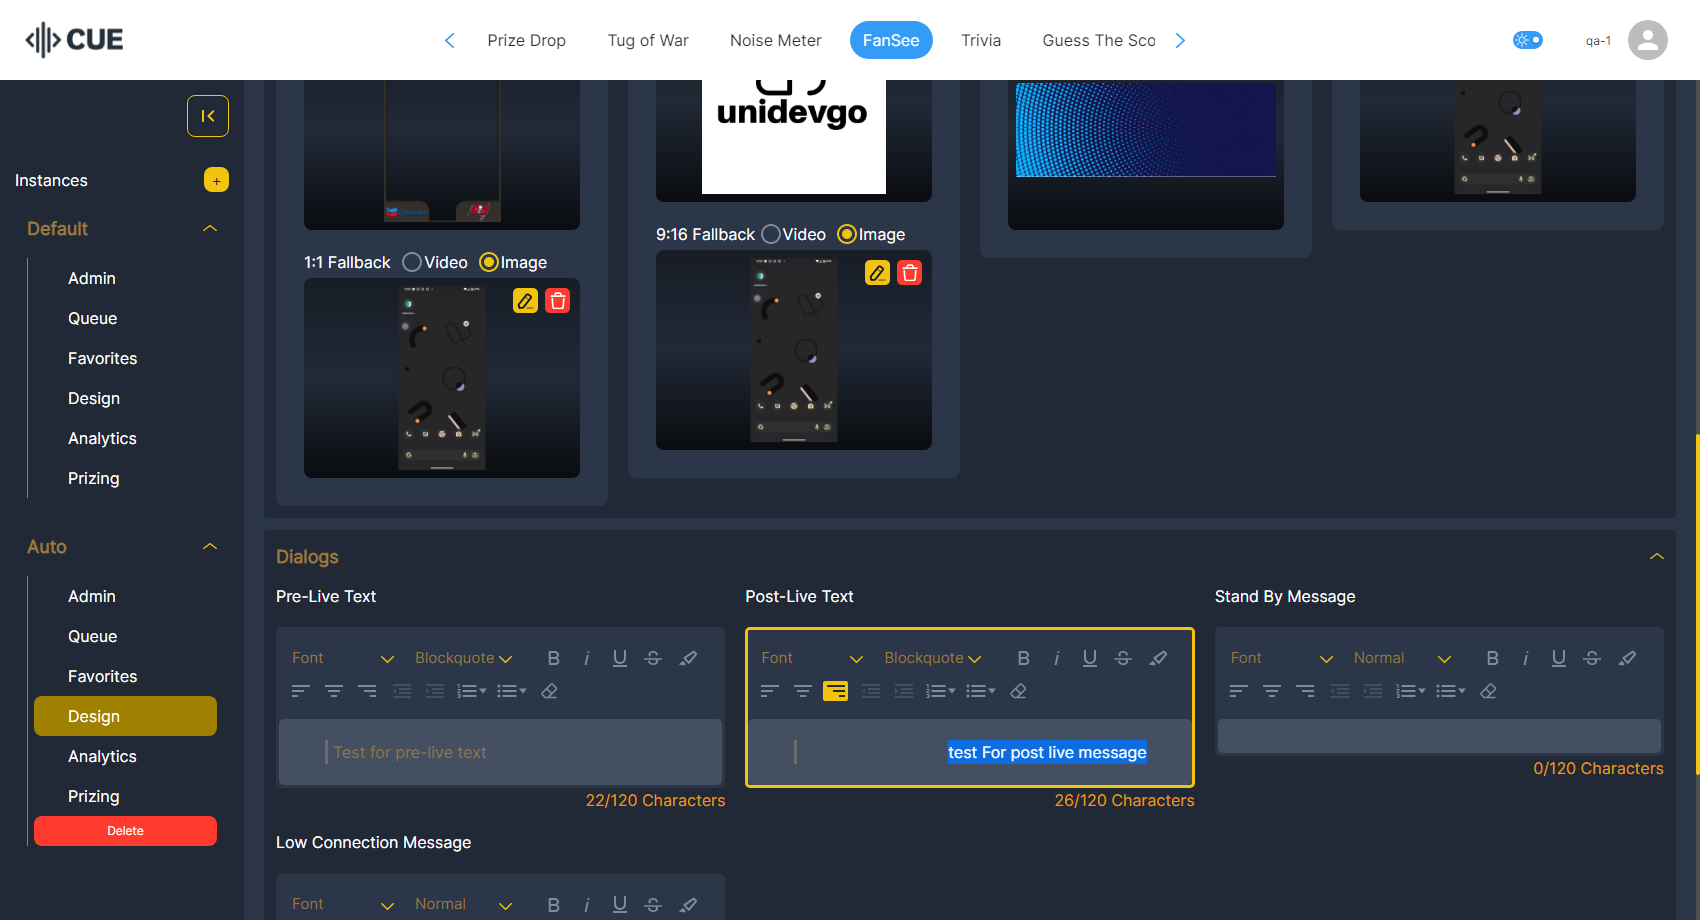 CUE
Prize Drop
Tug of War
Noise Meter
FanSee
Trivia
Guess The Sco
qa-1
Instances
+
Default
Admin
Queue
Favorites
Design
Analytics
Prizing
Auto
Admin
Queue
Favorites
Design
Analytics
Prizing
Delete
unidevgo
1:1 Fallback Video Image
9:16 Fallback Video Image
Dialogs
Pre-Live Text
Post-Live Text
Stand By Message
Font Blockquote B i U S
Font Blockquote B i U S
Font Normal B i U S
Test for pre-live text
test For post live message
22/120 Characters
26/120 Characters
0/120 Characters
Low Connection Message
Font Normal B i U S